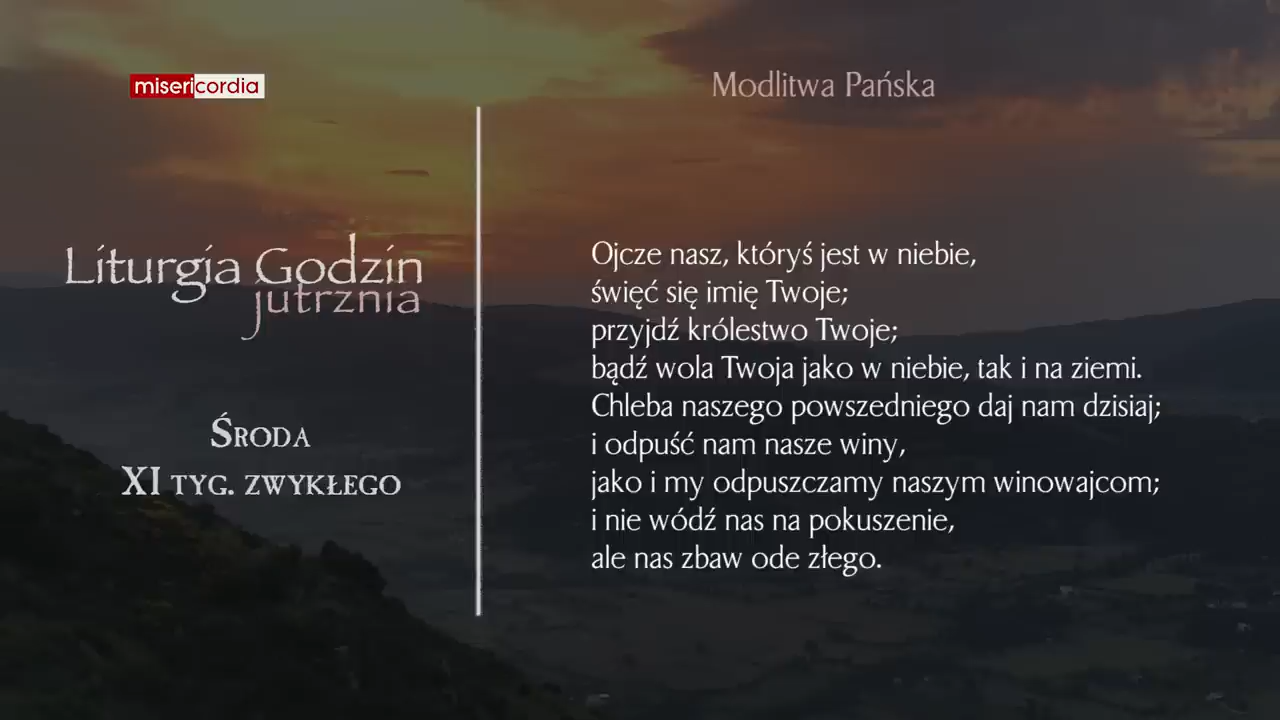 misericordia
Liturgia Godzin
jutrznia
Środa
XI tyg. zwykłego
Modlitwa Pańska
Ojcze nasz, któryś jest w niebie,
święć się imię Twoje;
przyjdź królestwo Twoje;
bądź wola Twoja jako w niebie, tak i na ziemi.
Chleba naszego powszedniego daj nam dzisiaj;
i odpuść nam nasze winy,
jako i my odpuszczamy naszym winowajcom;
i nie wódź nas na pokuszenie,
ale nas zbaw ode złego.